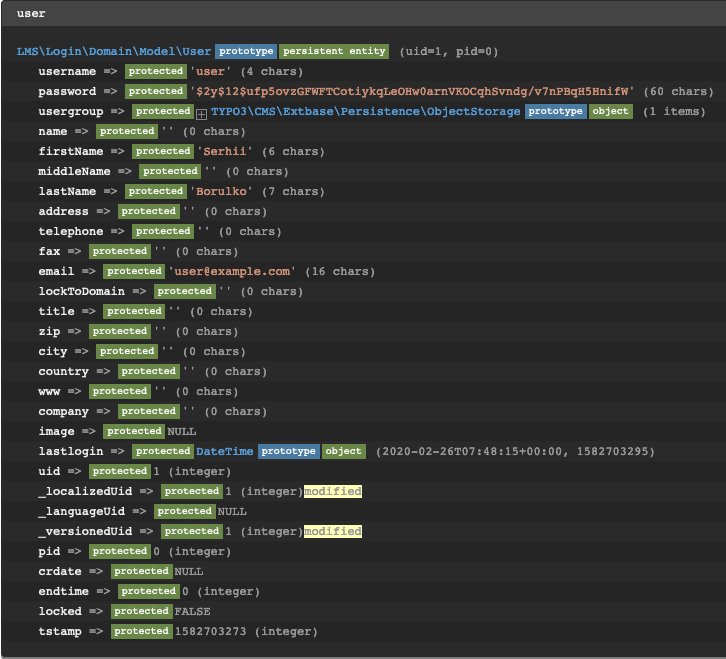 user
LMS\Login\Domain\Model\User prototype persistent entity (uid=1, pid=0)
username => protected 'user' (4 chars)
password => protected '$2y$12$ufp5ovzGFWFTCotiykqLeOHw0arnVKOCqhSvndg/v7nPBqH5HnifW' (60 chars)
usergroup => protected TYPO3\CMS\Extbase\Persistence\ObjectStorage prototype object (1 items)
name => protected '' (0 chars)
firstName => protected 'Serhii' (6 chars)
middleName => protected '' (0 chars)
lastName => protected 'Borulko' (7 chars)
address => protected '' (0 chars)
telephone => protected '' (0 chars)
fax => protected '' (0 chars)
email => protected 'user@example.com' (16 chars)
lockToDomain => protected '' (0 chars)
title => protected '' (0 chars)
zip => protected '' (0 chars)
city => protected '' (0 chars)
country => protected '' (0 chars)
www => protected '' (0 chars)
company => protected '' (0 chars)
image => protected NULL
lastlogin => protected DateTime prototype object (2020-02-26T07:48:15+00:00, 1582703295)
uid => protected 1 (integer)
_localizedUid => protected 1 (integer)modified
_languageUid => protected NULL
_versionedUid => protected 1 (integer)modified
pid => protected 0 (integer)
crdate => protected NULL
endtime => protected 0 (integer)
locked => protected FALSE
tstamp => protected 1582703273 (integer)